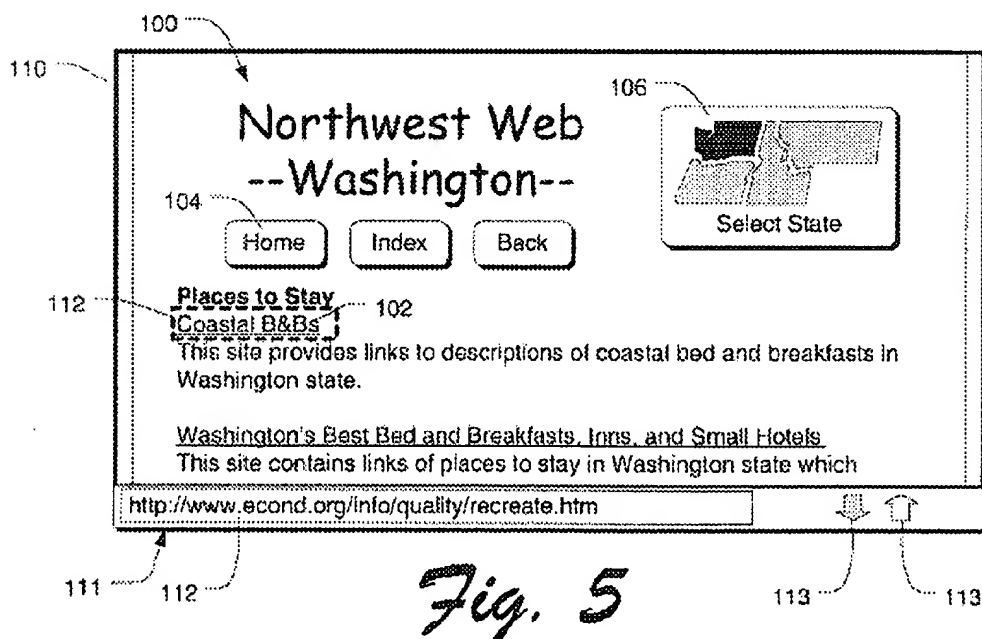 100
110
106
Northwest Web
--Washington--
104
Select State
Home Index Back
Places to Stay
112
102
Coastal B&Bs
This site provides links to descriptions of coastal bed and breakfasts in
Washington state.
Washington's Best Bed and Breakfasts, Inns, and Small Hotels
This site contains links of places to stay in Washington state which
http://www.econd.org/info/quality/recreate.htm
111
112
113
113
Fig. 5